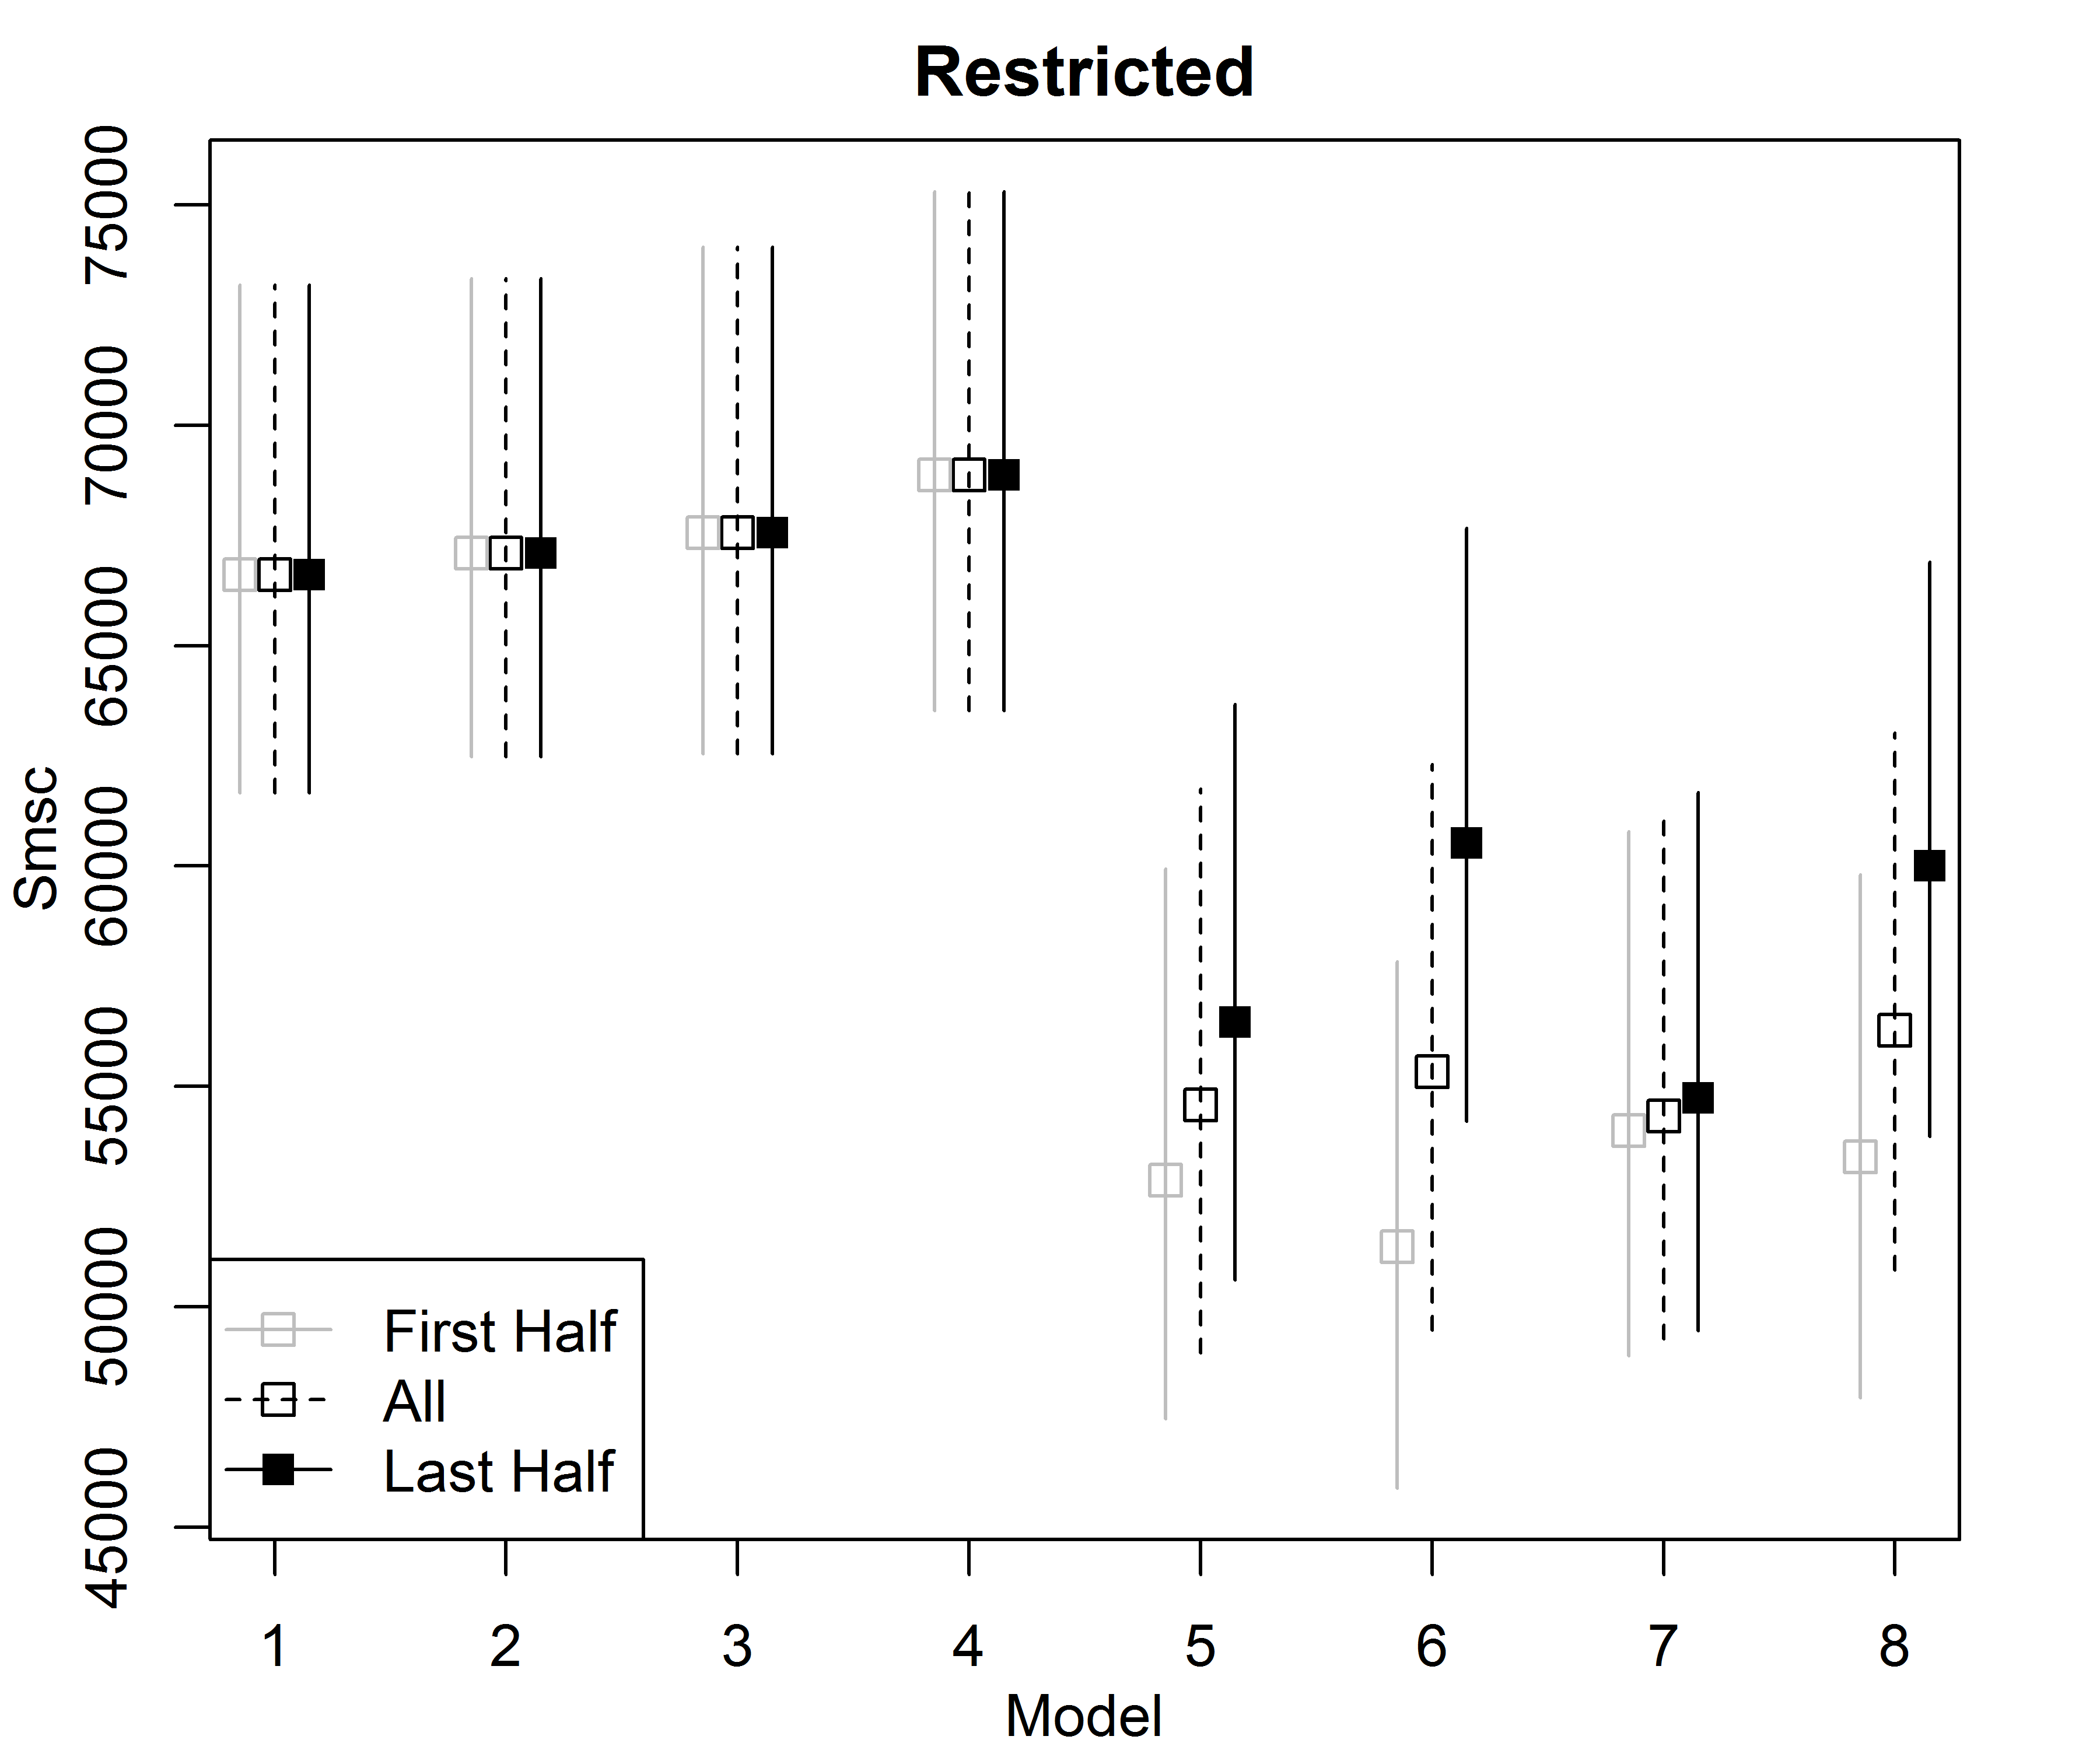 Restricted
75000
70000
65000
60000
55000
50000
45000
Smsc
First Half
All
Last Half
1 2 3 4 5 6 7 8
Model